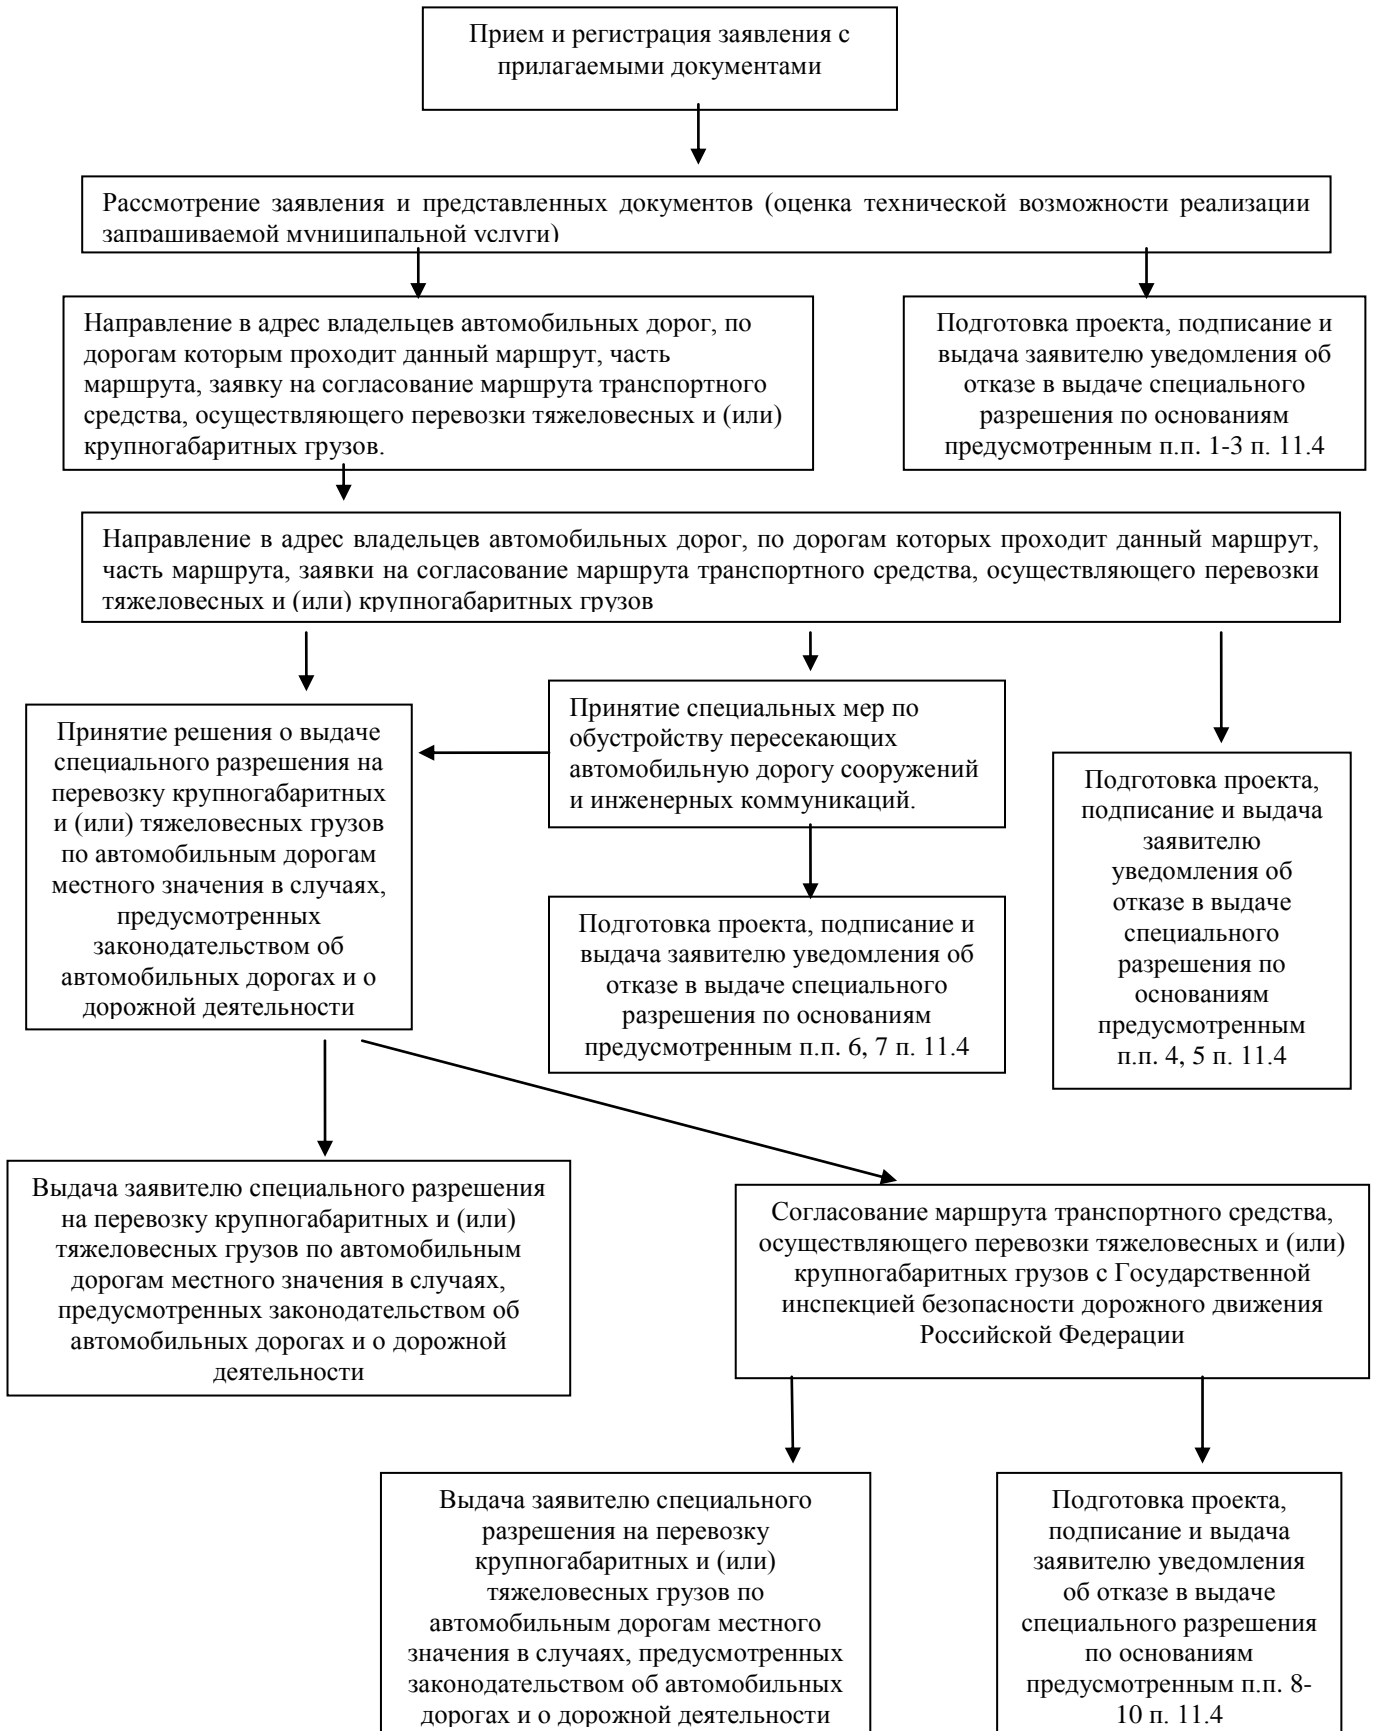 Прием и регистрация заявления с
прилагаемыми документами
Рассмотрение заявления и представленных документов (оценка технической возможности реализации
запрашиваемой муниципальной услуги)
Направление в адрес владельцев автомобильных дорог, по
дорогам которым проходит данный маршрут, часть
маршрута, заявку на согласование маршрута транспортного
средства, осуществляющего перевозки тяжеловесных и (или)
крупногабаритных грузов.
Подготовка проекта, подписание и
выдача заявителю уведомления об
отказе в выдаче специального
разрешения по основаниям
предусмотренным п.п. 1-3 п. 11.4
Направление в адрес владельцев автомобильных дорог, по дорогам которых проходит данный маршрут,
часть маршрута, заявки на согласование маршрута транспортного средства, осуществляющего перевозки
тяжеловесных и (или) крупногабаритных грузов
Принятие решения о выдаче
специального разрешения на
перевозку крупногабаритных
и (или) тяжеловесных грузов
по автомобильным дорогам
местного значения в случаях,
предусмотренных
законодательством об
автомобильных дорогах и о
дорожной деятельности
Принятие специальных мер по
обустройству пересекающих
автомобильную дорогу сооружений
и инженерных коммуникаций.
Подготовка проекта, подписание и
выдача заявителю уведомления об
отказе в выдаче специального
разрешения по основаниям
предусмотренным п.п. 6, 7 п. 11.4
Подготовка проекта,
подписание и выдача
заявителю
уведомления об
отказе в выдаче
специального
разрешения по
основаниям
предусмотренным
п.п. 4, 5 п. 11.4
Выдача заявителю специального разрешения
на перевозку крупногабаритных и (или)
тяжеловесных грузов по автомобильным
дорогам местного значения в случаях,
предусмотренных законодательством об
автомобильных дорогах и о дорожной
деятельности
Согласование маршрута транспортного средства,
осуществляющего перевозки тяжеловесных и (или)
крупногабаритных грузов с Государственной
инспекцией безопасности дорожного движения
Российской Федерации
Выдача заявителю специального
разрешения на перевозку
крупногабаритных и (или)
тяжеловесных грузов по
автомобильным дорогам местного
значения в случаях, предусмотренных
законодательством об автомобильных
дорогах и о дорожной деятельности
Подготовка проекта,
подписание и выдача
заявителю уведомления
об отказе в выдаче
специального разрешения
по основаниям
предусмотренным п.п. 8-
10 п. 11.4